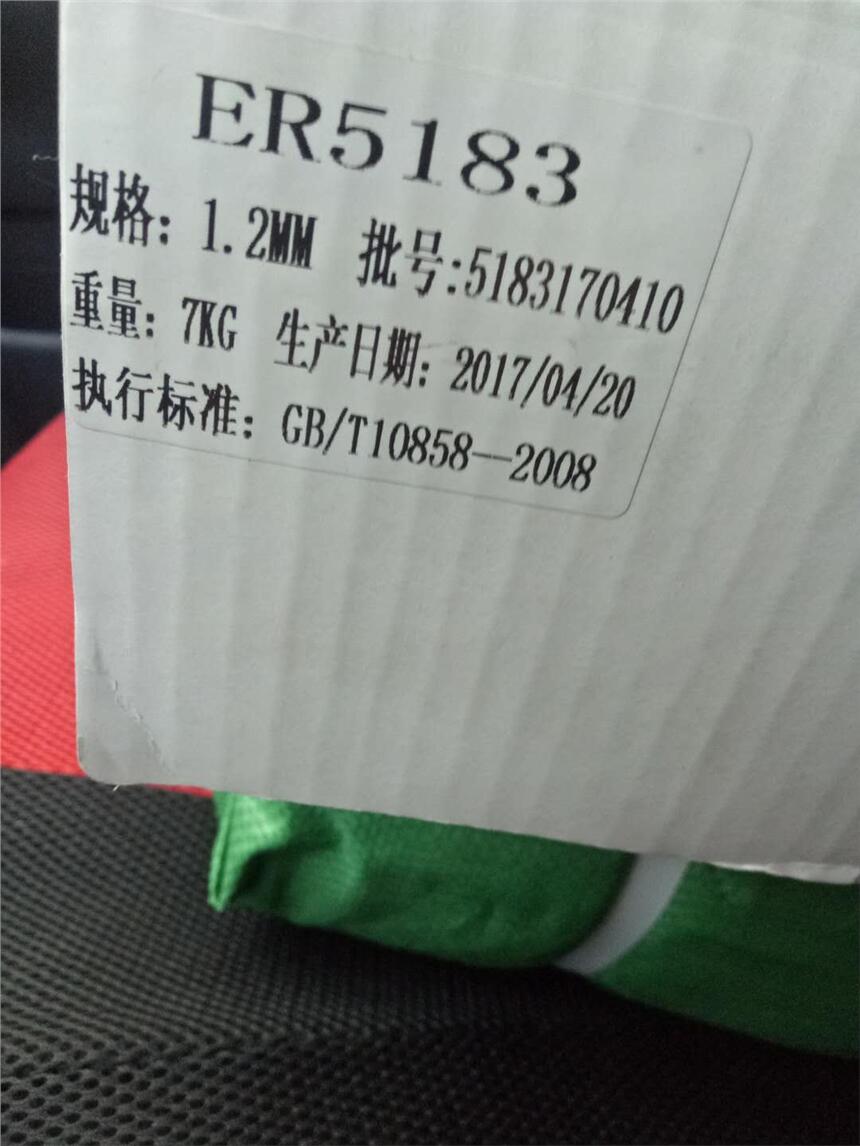 ER5183
规格: 1.2MM 批号:5183170410
重量: 7KG 生产日期: 2017/04/20
执行标准: GB/T10858—2008